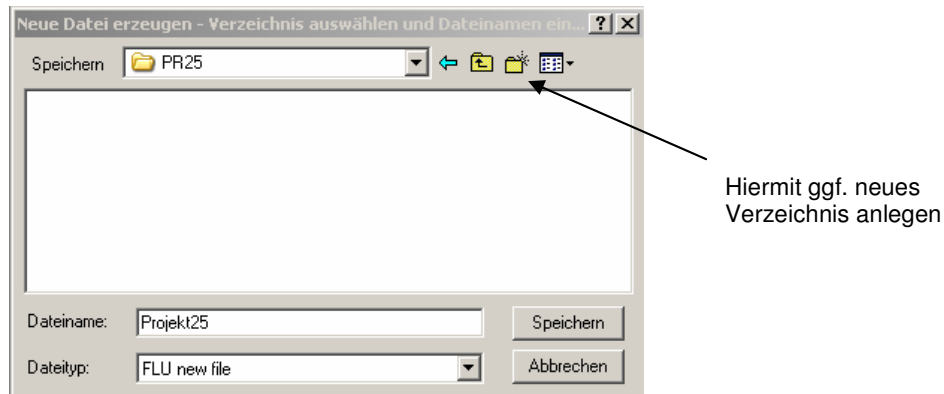 Neue Datei erzeugen - Verzeichnis auswählen und Dateinamen ein...
Speichern PR25
Hiermit ggf. neues
Verzeichnis anlegen
Dateiname: Projekt25 Speichern
Dateityp: FLU new file Abbrechen